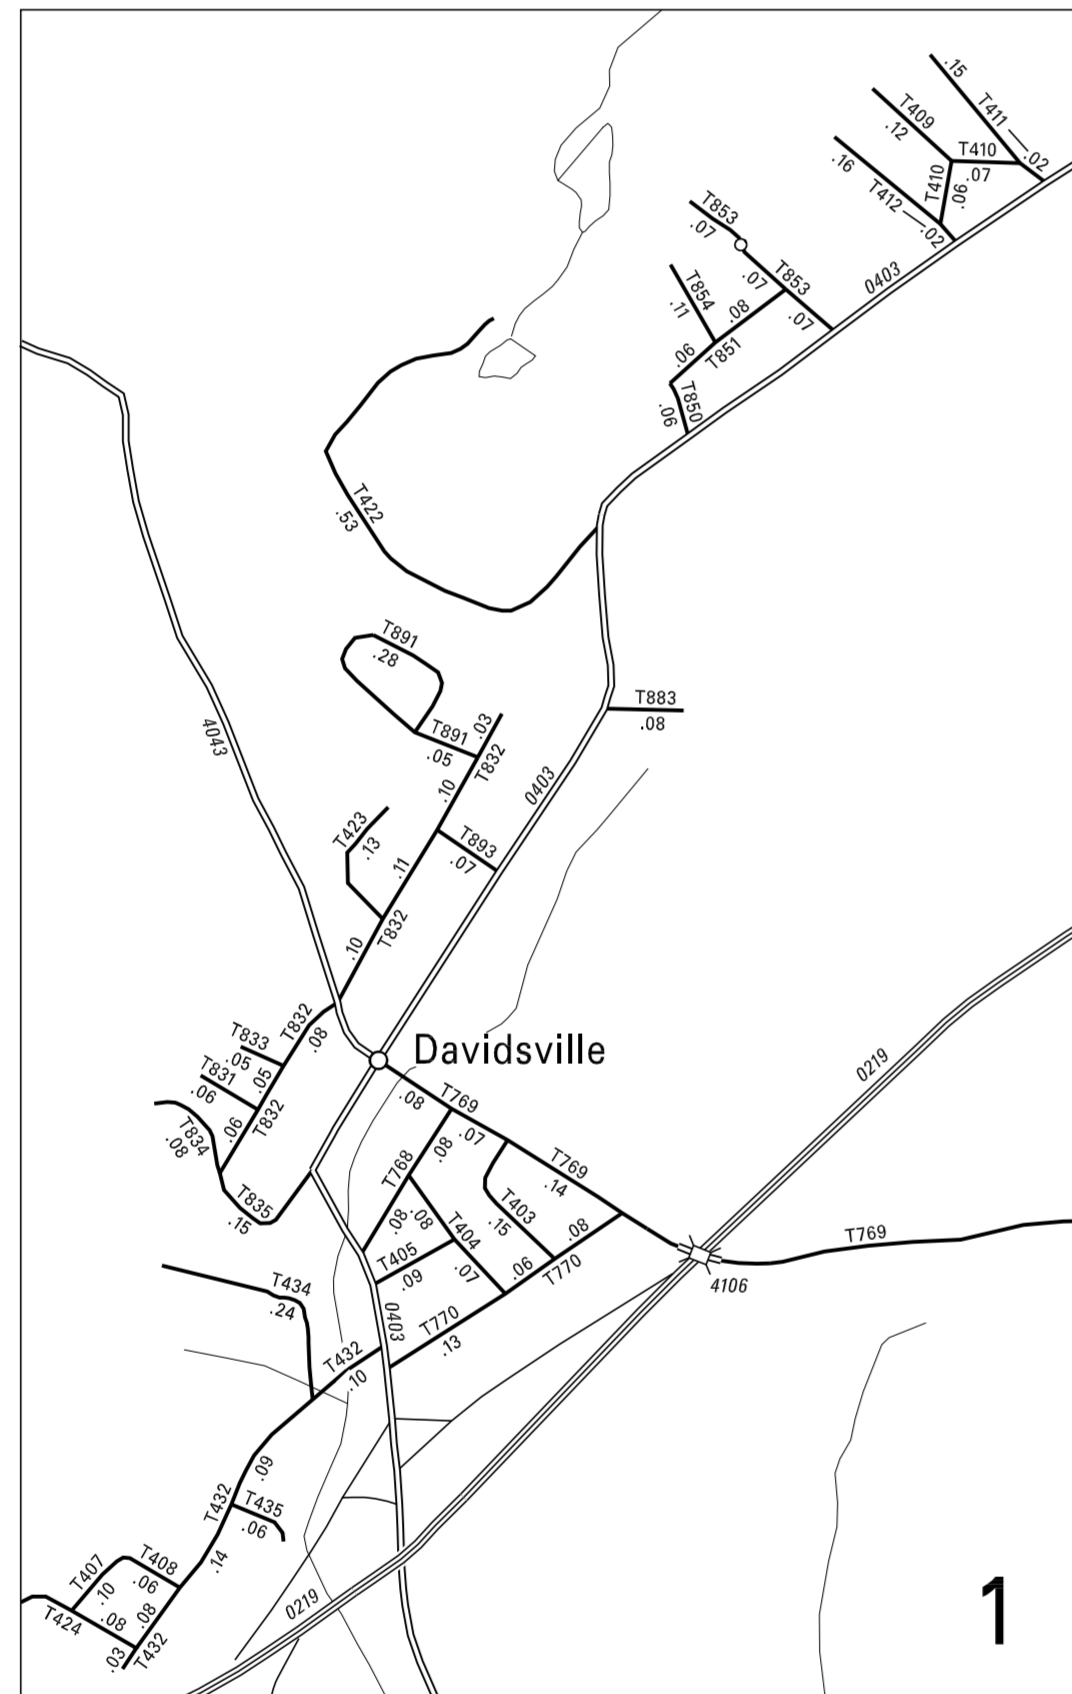 .15
T411
.02
T409
.12
T410
.07
T410
.06
.16
T412
.02
T853
.07
0403
T853
.07
.07
T854
.11
.08
.06
T851
T850
.06
T422
.53
T891
.28
T883
.08
4043
T891
.05
.03
T832
.10
0403
T423
.13
T893
.07
.11
T832
.10
T832
.08
T833
.05
.05
T831
.06
T832
.06
T834
.08
T835
.15
Davidsville
.08
T769
.07
.08
T768
T769
.14
0219
.08
.08
T404
T403
.15
.08
T405
.09
.07
.06
T770
T769
4106
T434
.24
0403
T770
.13
T432
.10
.09
T432
T435
.06
.14
T407
.10
T408
.06
T424
.08
.08
.03
T432
0219
1